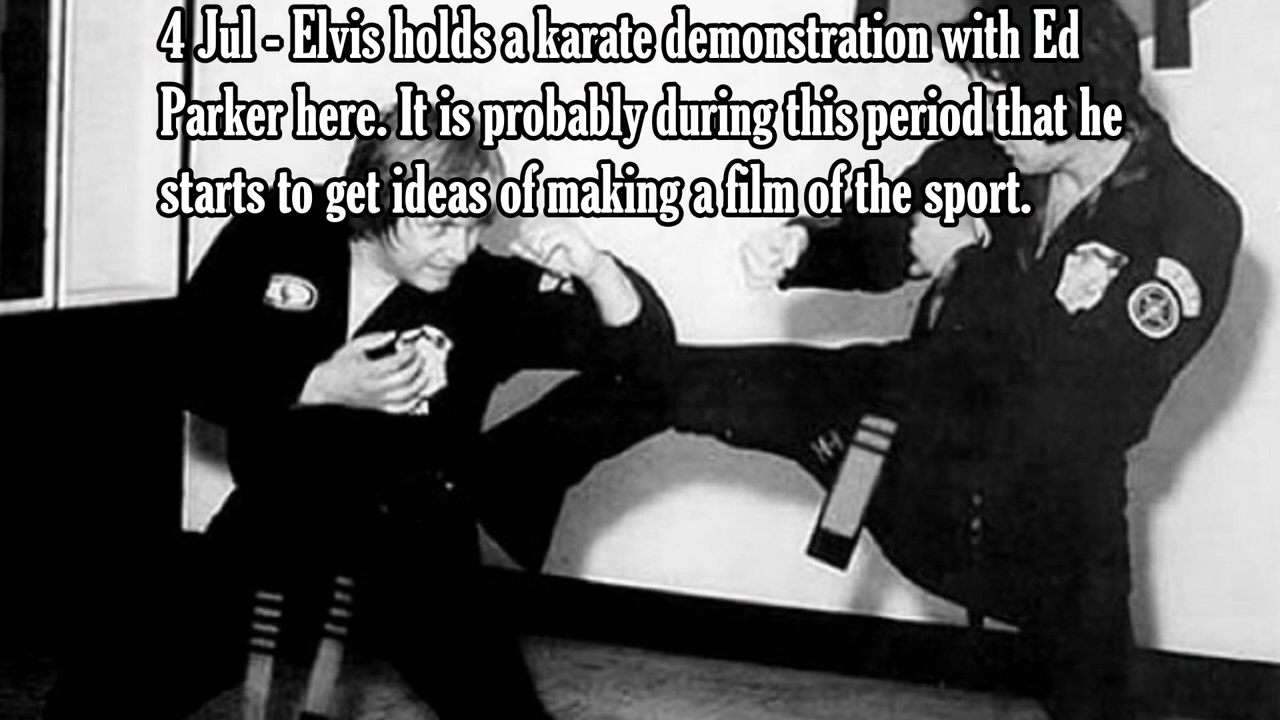 4 Jul - Elvis holds a karate demonstration with Ed
Parker here. It is probably during this period that he
starts to get ideas of making a film of the sport.